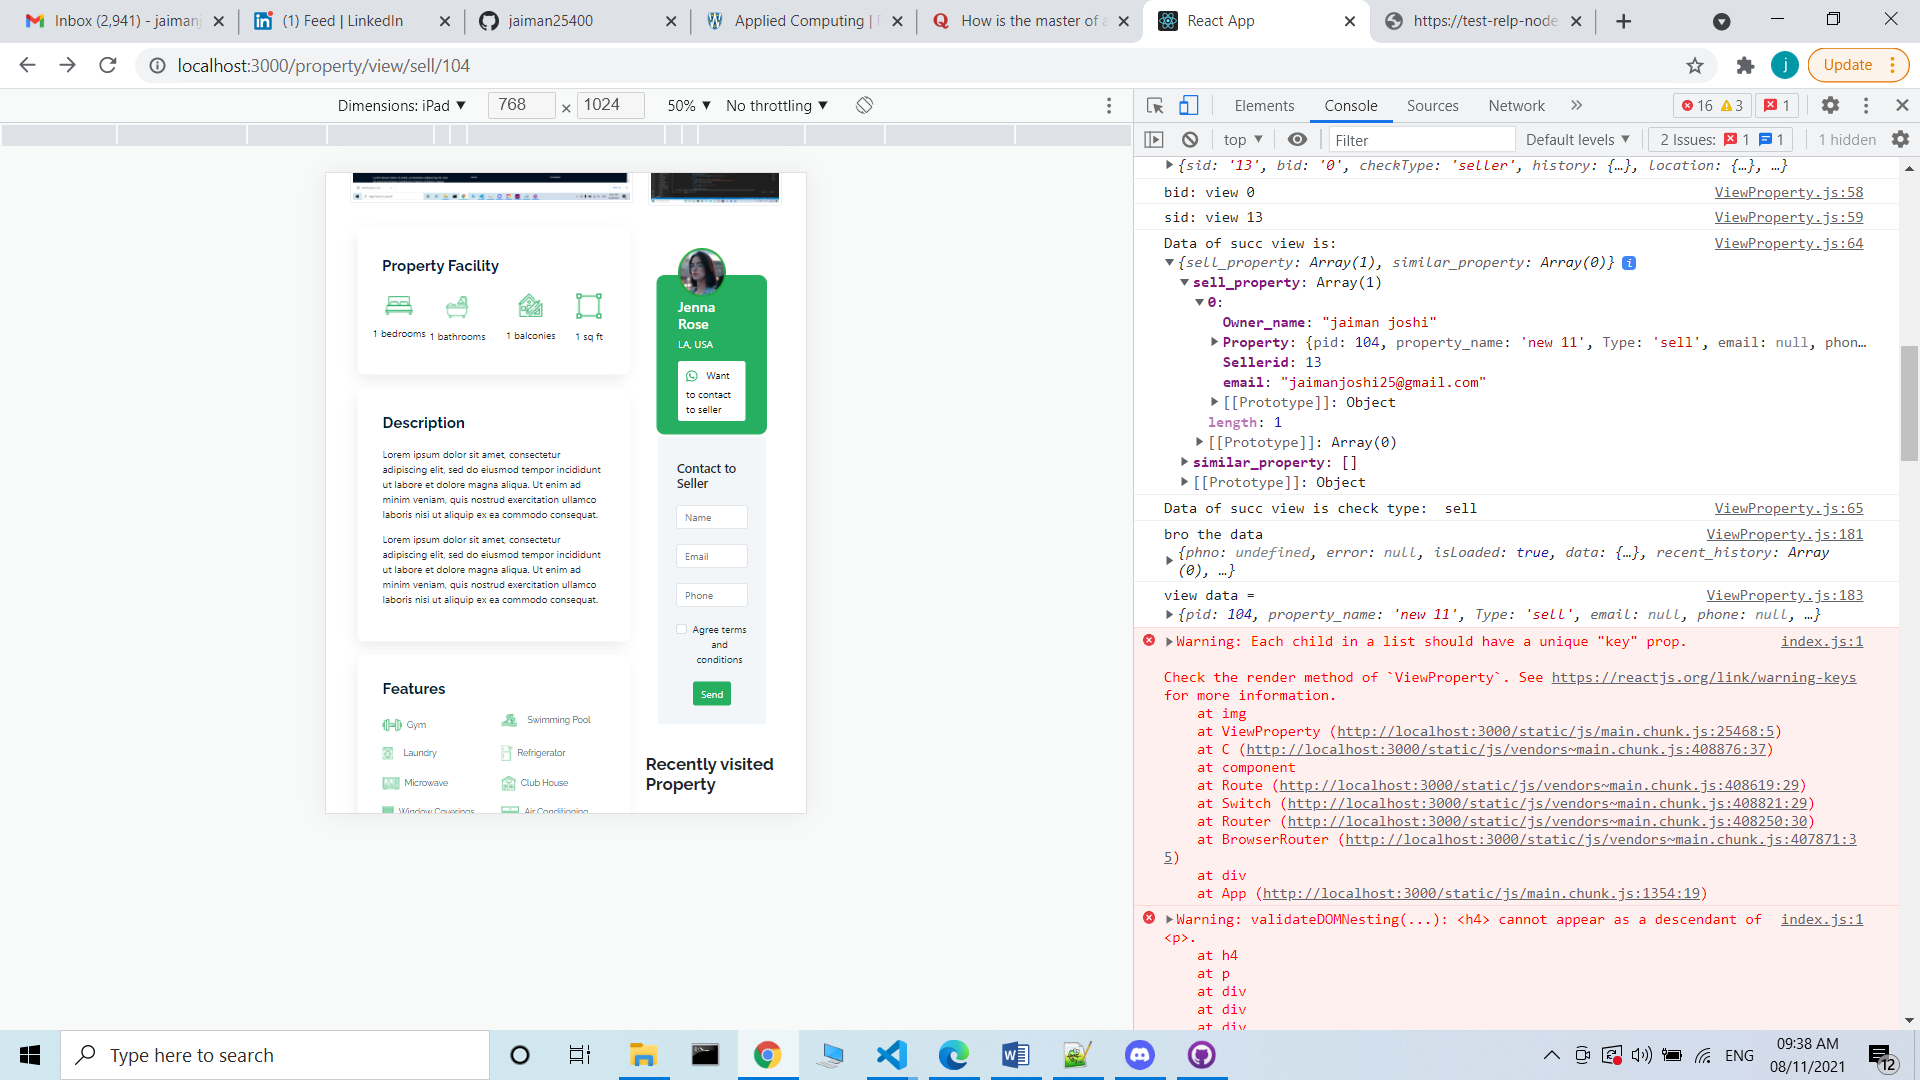 Inbox (2,941) - jaimanj
(1) Feed | LinkedIn
jaiman25400
Applied Computing |
How is the master of a
React App
https://test-relp-node
localhost:3000/property/view/sell/104
j
Update
Dimensions: iPad ▼
768
×
1024
50% ▼
No throttling ▼
Elements
Console
Sources
Network
»
16
3
1
top ▼
Filter
Default levels ▼
2 Issues:
1
1
1 hidden
Property Facility
1 bedrooms
1 bathrooms
1 balconies
1 sq ft
Description
Lorem ipsum dolor sit amet, consectetur
adipiscing elit, sed do eiusmod tempor incididunt
ut labore et dolore magna aliqua. Ut enim ad
minim veniam, quis nostrud exercitation ullamco
laboris nisi ut aliquip ex ea commodo consequat.
Lorem ipsum dolor sit amet, consectetur
adipiscing elit, sed do eiusmod tempor incididunt
ut labore et dolore magna aliqua. Ut enim ad
minim veniam, quis nostrud exercitation ullamco
laboris nisi ut aliquip ex ea commodo consequat.
Features
Gym
Swimming Pool
Laundry
Refrigerator
Microwave
Club House
Window Coverings
Air Conditioning
Jenna
Rose
LA, USA
Want
to contact
to seller
Contact to
Seller
Name
Email
Phone
Agree terms
and
conditions
Send
Recently visited
Property
{sid: '13', bid: '0', checkType: 'seller', history: {…}, location: {…}, …}
bid: view 0
ViewProperty.js:58
sid: view 13
ViewProperty.js:59
Data of succ view is:
ViewProperty.js:64
{sell_property: Array(1), similar_property: Array(0)}
sell_property: Array(1)
0:
Owner_name: "jaiman joshi"
Property: {pid: 104, property_name: 'new 11', Type: 'sell', email: null, phon…
Sellerid: 13
email: "jaimanjoshi25@gmail.com"
[[Prototype]]: Object
length: 1
[[Prototype]]: Array(0)
similar_property: []
[[Prototype]]: Object
Data of succ view is check type:  sell
ViewProperty.js:65
bro the data
ViewProperty.js:181
{phno: undefined, error: null, isLoaded: true, data: {…}, recent_history: Array
(0), …}
view data =
ViewProperty.js:183
{pid: 104, property_name: 'new 11', Type: 'sell', email: null, phone: null, …}
Warning: Each child in a list should have a unique "key" prop.
index.js:1
Check the render method of `ViewProperty`. See https://reactjs.org/link/warning-keys
for more information.
at img
at ViewProperty (http://localhost:3000/static/js/main.chunk.js:25468:5)
at C (http://localhost:3000/static/js/vendors~main.chunk.js:408876:37)
at component
at Route (http://localhost:3000/static/js/vendors~main.chunk.js:408619:29)
at Switch (http://localhost:3000/static/js/vendors~main.chunk.js:408821:29)
at Router (http://localhost:3000/static/js/vendors~main.chunk.js:408250:30)
at BrowserRouter (http://localhost:3000/static/js/vendors~main.chunk.js:407871:3
5)
at div
at App (http://localhost:3000/static/js/main.chunk.js:1354:19)
Warning: validateDOMNesting(...): <h4> cannot appear as a descendant of
index.js:1
<p>.
at h4
at p
at div
at div
at div
Type here to search
ENG
09:38 AM
08/11/2021
12